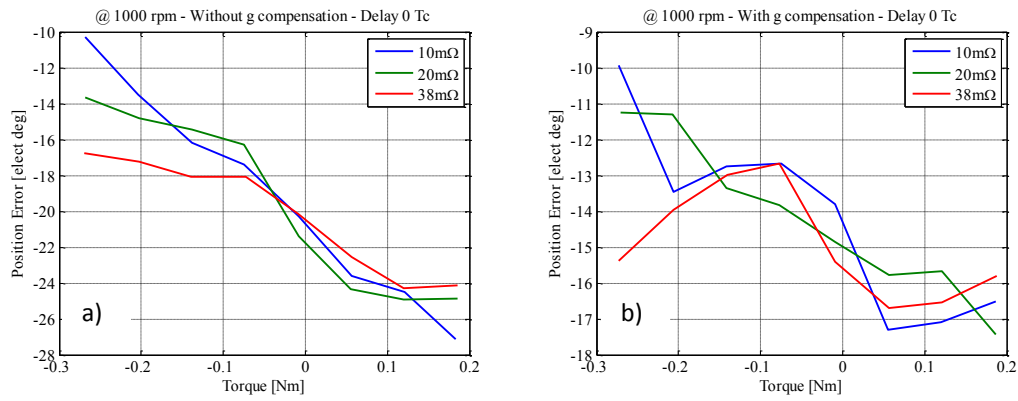 @ 1000 rpm - Without g compensation - Delay 0 Tc
-10
-12
-14
-16
-18
-20
-22
-24
-26
-28
Position Error [elect deg]
10mΩ
20mΩ
38mΩ
a)
-0.3
-0.2
-0.1
0
0.1
0.2
Torque [Nm]
@ 1000 rpm - With g compensation - Delay 0 Tc
-9
-10
-11
-12
-13
-14
-15
-16
-17
-18
Position Error [elect deg]
10mΩ
20mΩ
38mΩ
b)
-0.3
-0.2
-0.1
0
0.1
0.2
Torque [Nm]